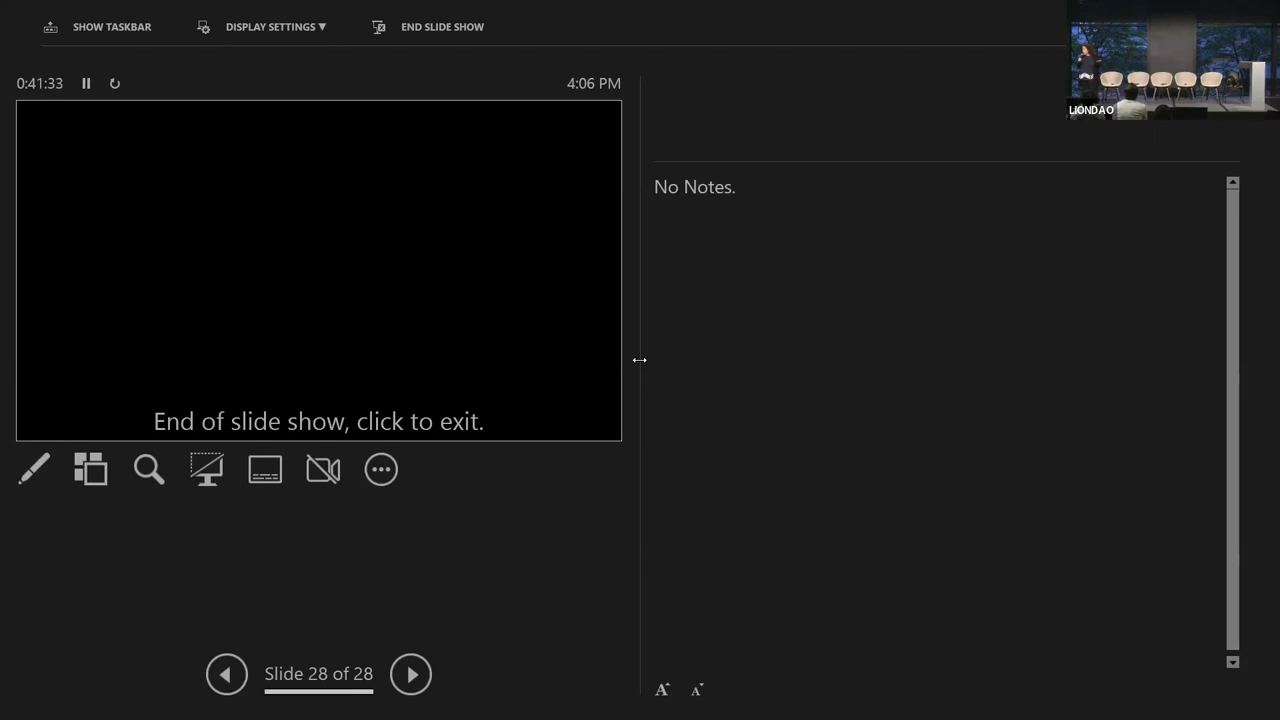 SHOW TASKBAR
DISPLAY SETTINGS ▼
END SLIDE SHOW
0:41:33
4:06 PM
LIONDAO
No Notes.
End of slide show, click to exit.
Slide 28 of 28
A A